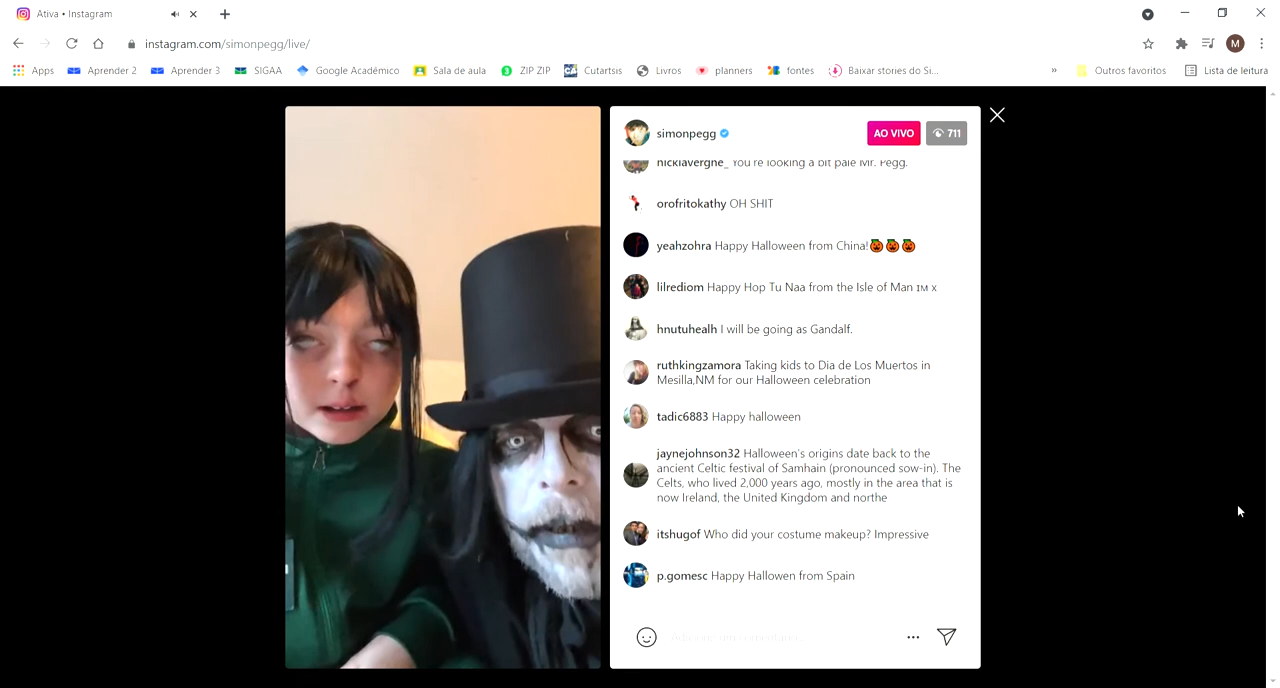 Ativa • Instagram
instagram.com/simonpegg/live/
M
Apps
Aprender 2
Aprender 3
SIGAA
Google Acadêmico
Sala de aula
ZIP ZIP
Cutartsis
Livros
planners
fontes
Baixar stories do Si...
»
Outros favoritos
Lista de leitura
simonpegg
AO VIVO
711
nicklavergne_ You're looking a bit pale Mr. Pegg.
orofritokathy OH SHIT
yeahzohra Happy Halloween from China!🎃🎃🎃
lilrediom Happy Hop Tu Naa from the Isle of Man ɪᴍ x
hnutuhealh I will be going as Gandalf.
ruthkingzamora Taking kids to Dia de Los Muertos in
Mesilla,NM for our Halloween celebration
tadic6883 Happy halloween
jaynejohnson32 Halloween's origins date back to the
ancient Celtic festival of Samhain (pronounced sow-in). The
Celts, who lived 2,000 years ago, mostly in the area that is
now Ireland, the United Kingdom and northe
itshugof Who did your costume makeup? Impressive
p.gomesc Happy Hallowen from Spain
Adicione um comentário...